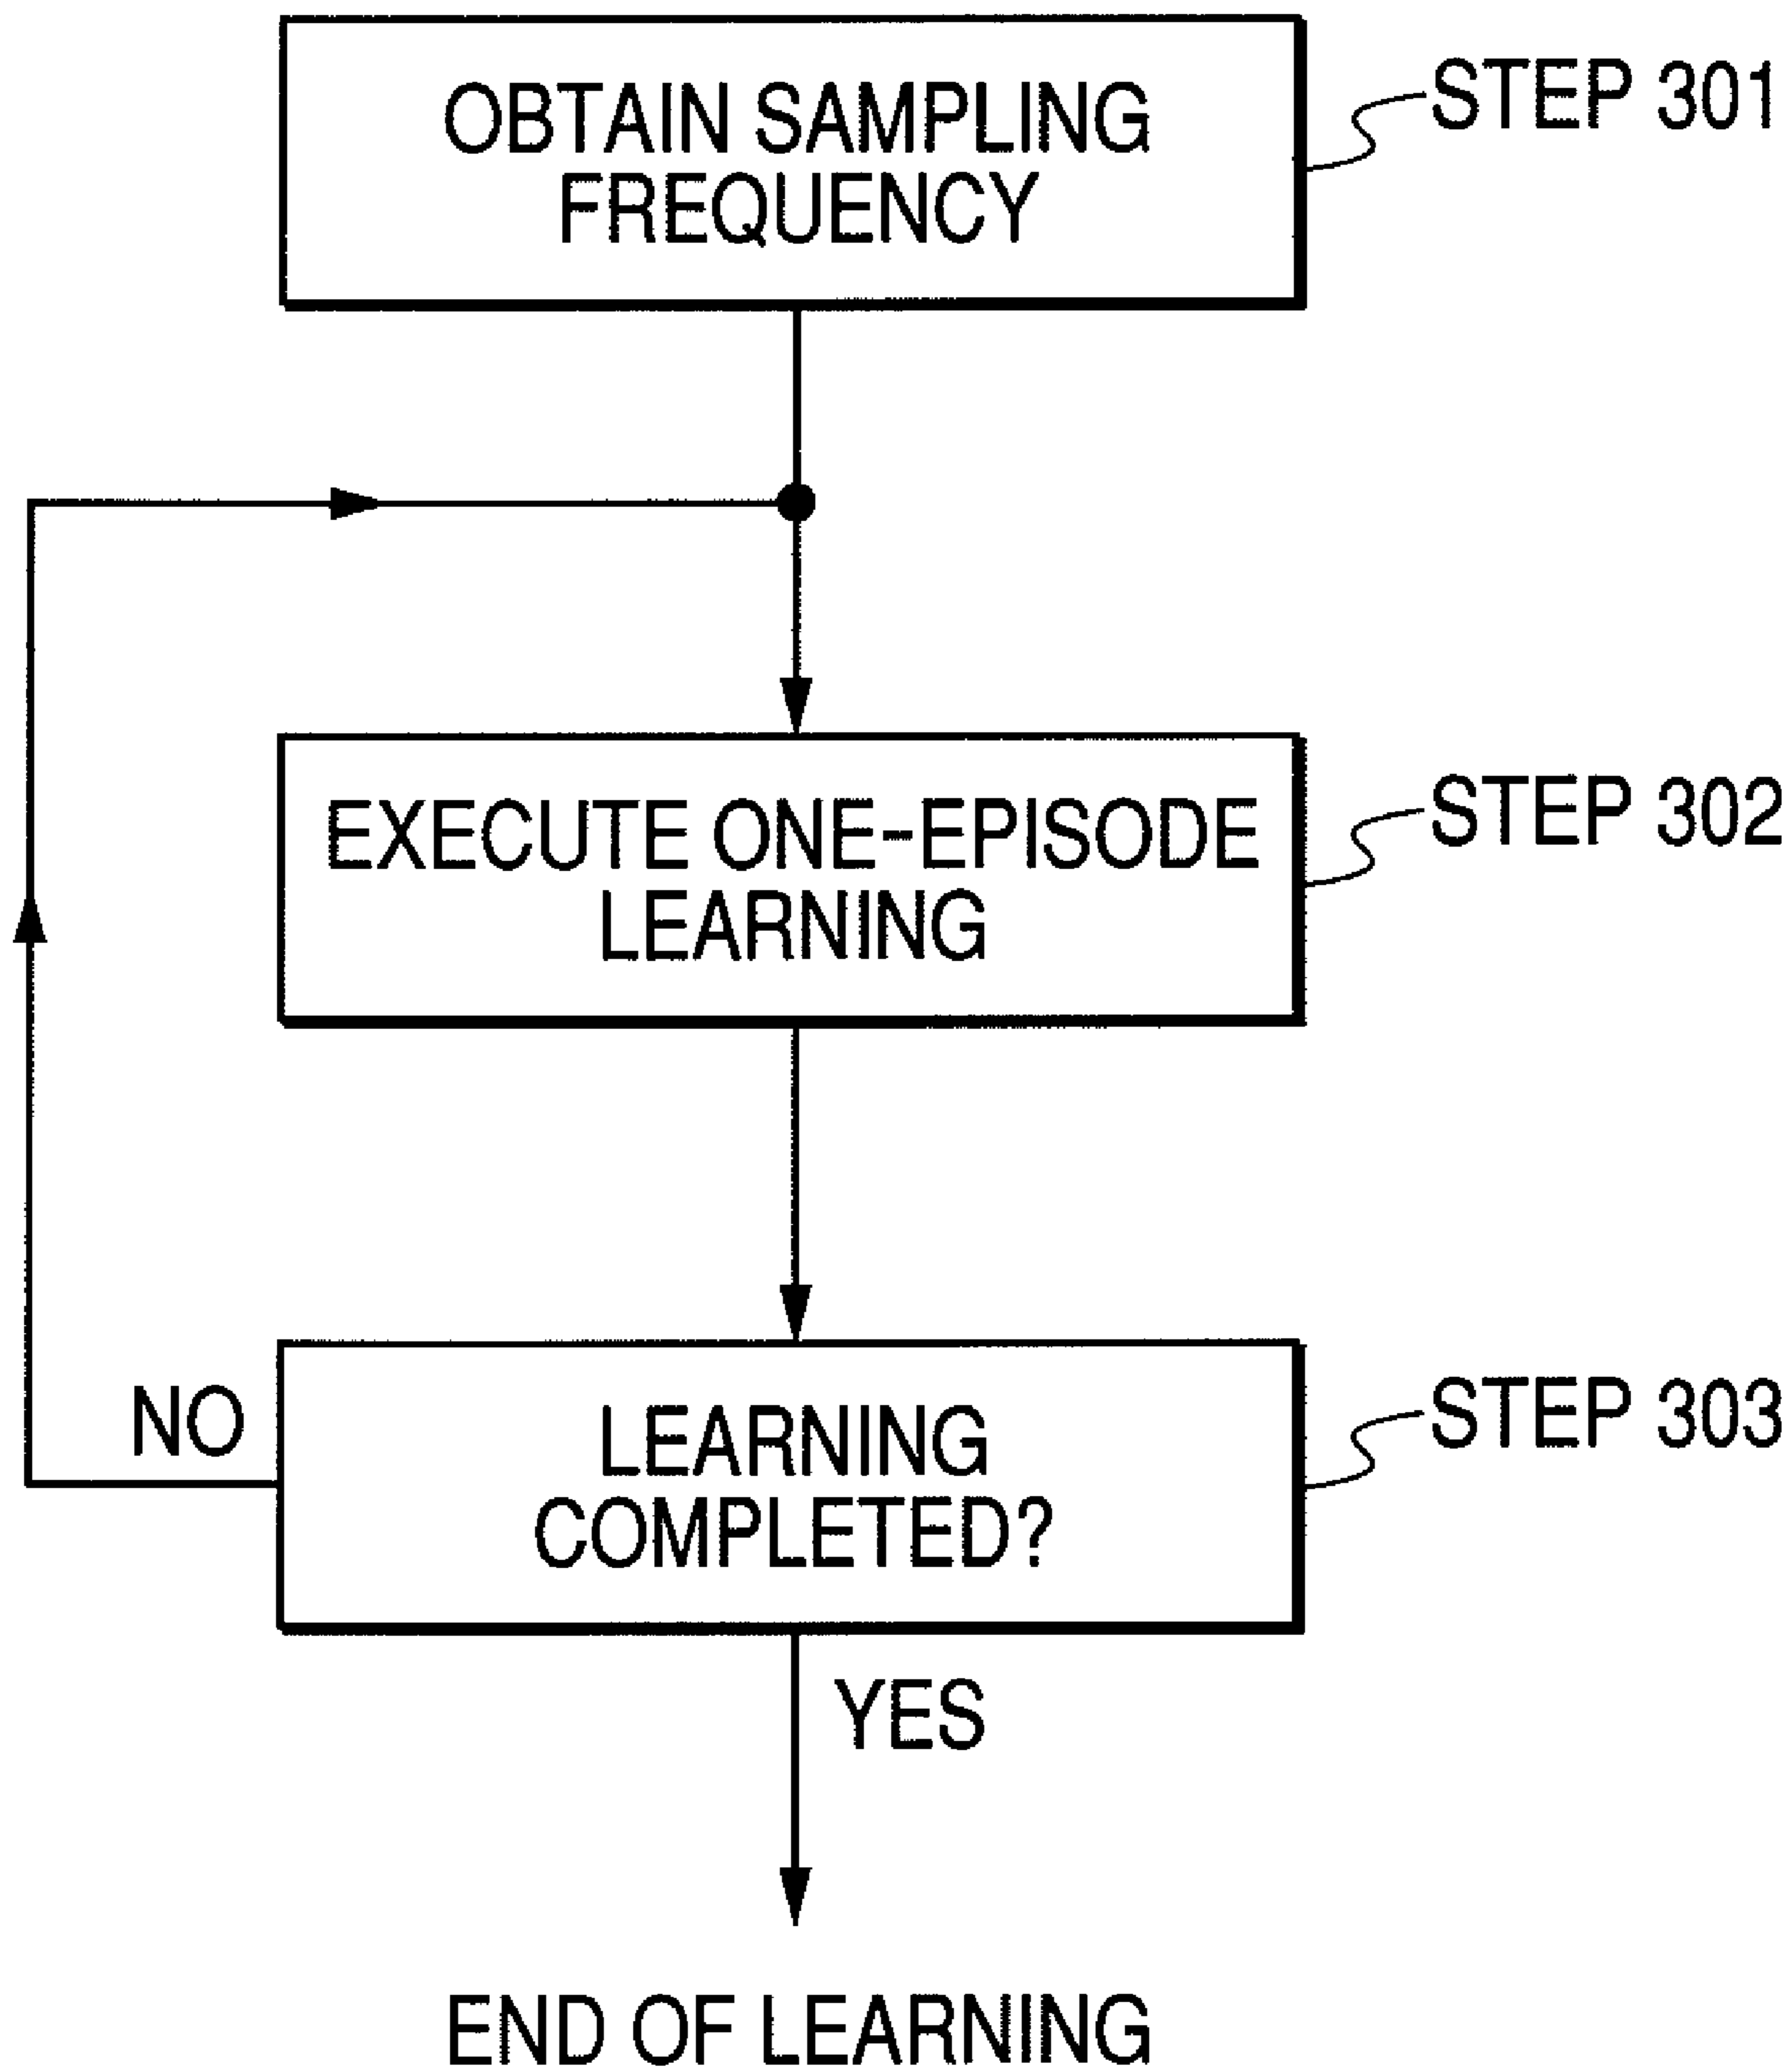 OBTAIN SAMPLING
FREQUENCY
STEP 301
EXECUTE ONE-EPISODE
LEARNING
STEP 302
NO
LEARNING
COMPLETED?
STEP 303
YES
END OF LEARNING